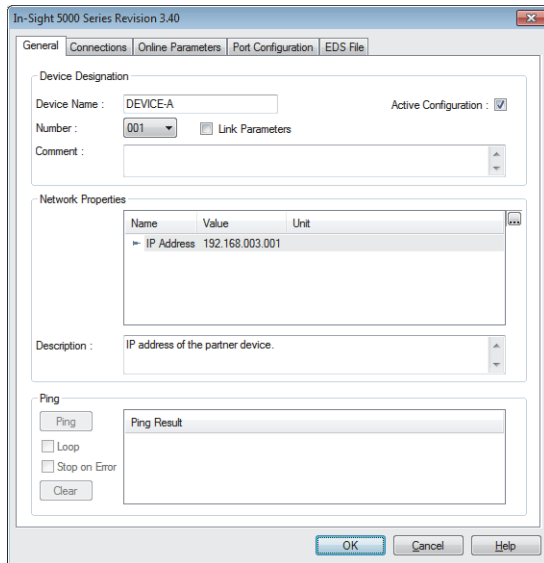 In-Sight 5000 Series Revision 3.40
General Connections Online Parameters Port Configuration EDS File
Device Designation
Device Name : DEVICE-A Active Configuration :
Number : 001 Link Parameters
Comment :
Network Properties
Name Value Unit
IP Address 192.168.003.001
Description : IP address of the partner device.
Ping
Ping Ping Result
Loop
Stop on Error
Clear
OK Cancel Help